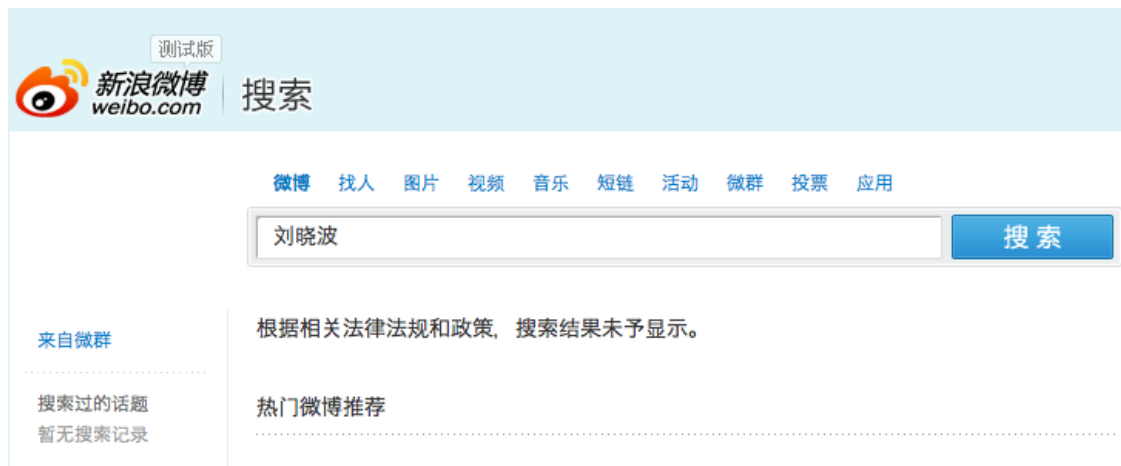 测试版
新浪微博
weibo.com
搜索
微博 找人 图片 视频 音乐 短链 活动 微群 投票 应用
刘晓波
搜 索
来自微群
根据相关法律法规和政策，搜索结果未予显示。
搜索过的话题
暂无搜索记录
热门微博推荐